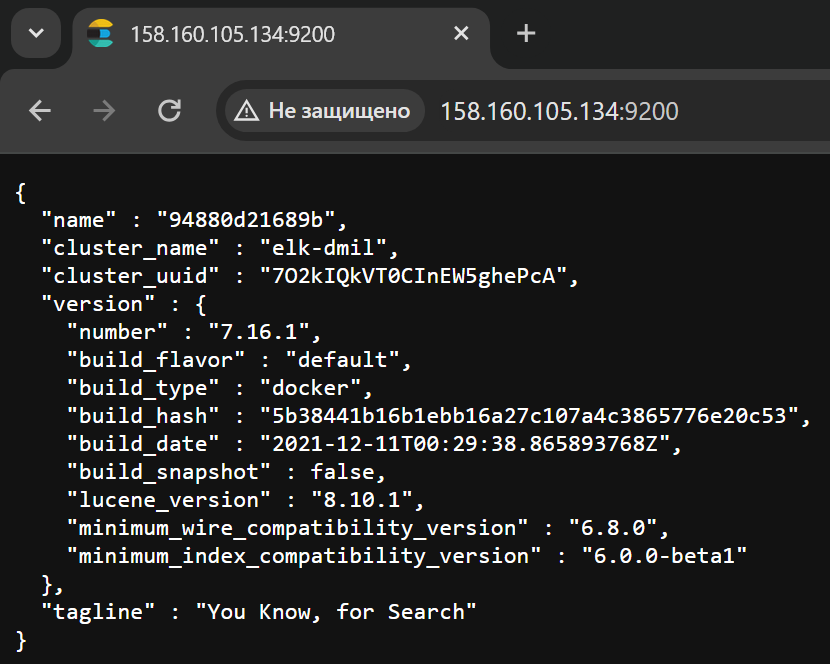 158.160.105.134:9200
Не защищено 158.160.105.134:9200
{
  "name" : "94880d21689b",
  "cluster_name" : "elk-dmil",
  "cluster_uuid" : "7O2kIQkVT0CInEW5ghePcA",
  "version" : {
    "number" : "7.16.1",
    "build_flavor" : "default",
    "build_type" : "docker",
    "build_hash" : "5b38441b16b1ebb16a27c107a4c3865776e20c53",
    "build_date" : "2021-12-11T00:29:38.865893768Z",
    "build_snapshot" : false,
    "lucene_version" : "8.10.1",
    "minimum_wire_compatibility_version" : "6.8.0",
    "minimum_index_compatibility_version" : "6.0.0-beta1"
  },
  "tagline" : "You Know, for Search"
}